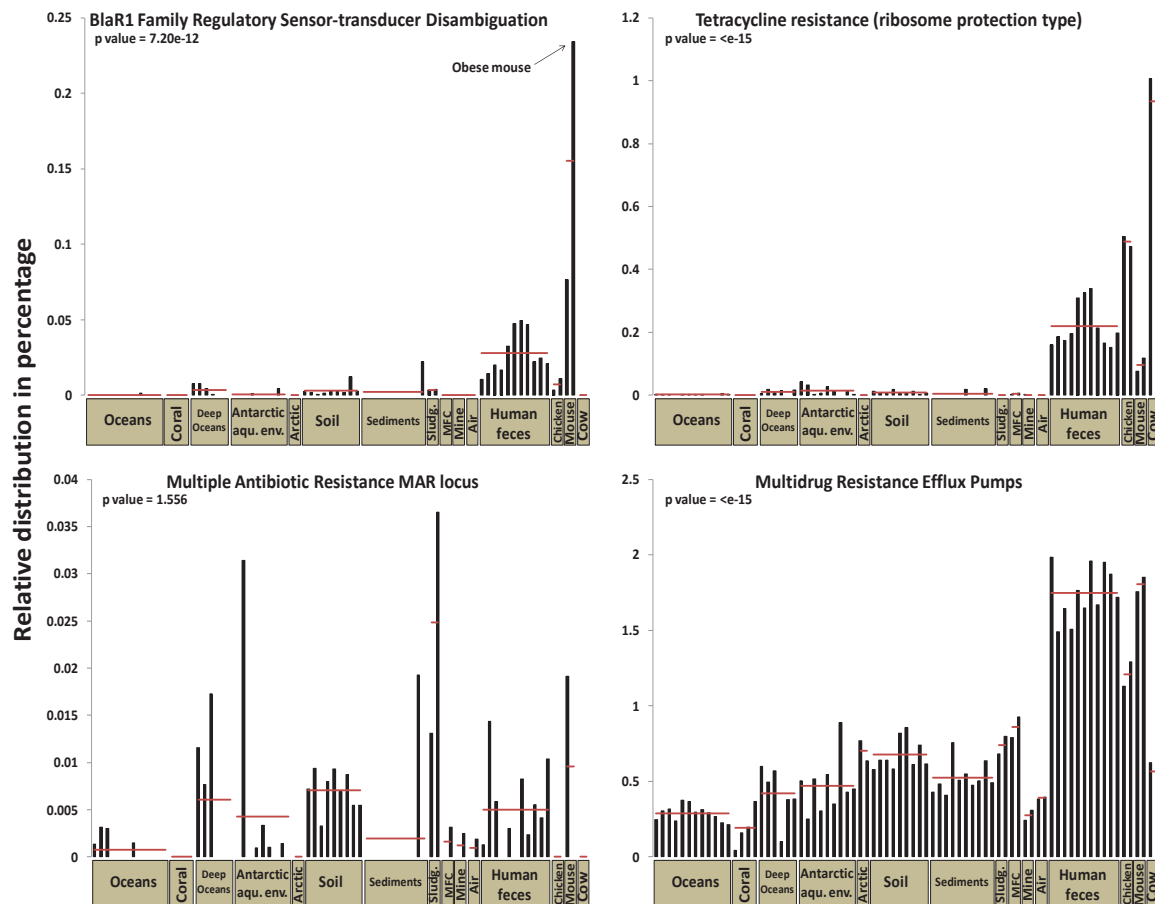 BlaR1 Family Regulatory Sensor-transducer Disambiguation
p value = 7.20e-12
Obese mouse
0.25
0.2
0.15
0.1
0.05
0
Oceans
Coral
Deep
Oceans
Antarctic
aqu. env.
Arctic
Soil
Sediments
Sludg.
MFC
Mine
Air
Human
feces
Chicken
Mouse
Cow
Tetracycline resistance (ribosome protection type)
p value = <e-15
1.2
1
0.8
0.6
0.4
0.2
0
Oceans
Coral
Deep
Oceans
Antarctic
aqu. env.
Arctic
Soil
Sediments
Sludg.
MFC
Mine
Air
Human
feces
Chicken
Mouse
Cow
Relative distribution in percentage
Multiple Antibiotic Resistance MAR locus
p value = 1.556
0.04
0.035
0.03
0.025
0.02
0.015
0.01
0.005
0
Oceans
Coral
Deep
Oceans
Antarctic
aqu. env.
Arctic
Soil
Sediments
Sludg.
MFC
Mine
Air
Human
feces
Chicken
Mouse
Cow
Multidrug Resistance Efflux Pumps
p value = <e-15
2.5
2
1.5
1
0.5
0
Oceans
Coral
Deep
Oceans
Antarctic
aqu. env.
Arctic
Soil
Sediments
Sludg.
MFC
Mine
Air
Human
feces
Chicken
Mouse
Cow